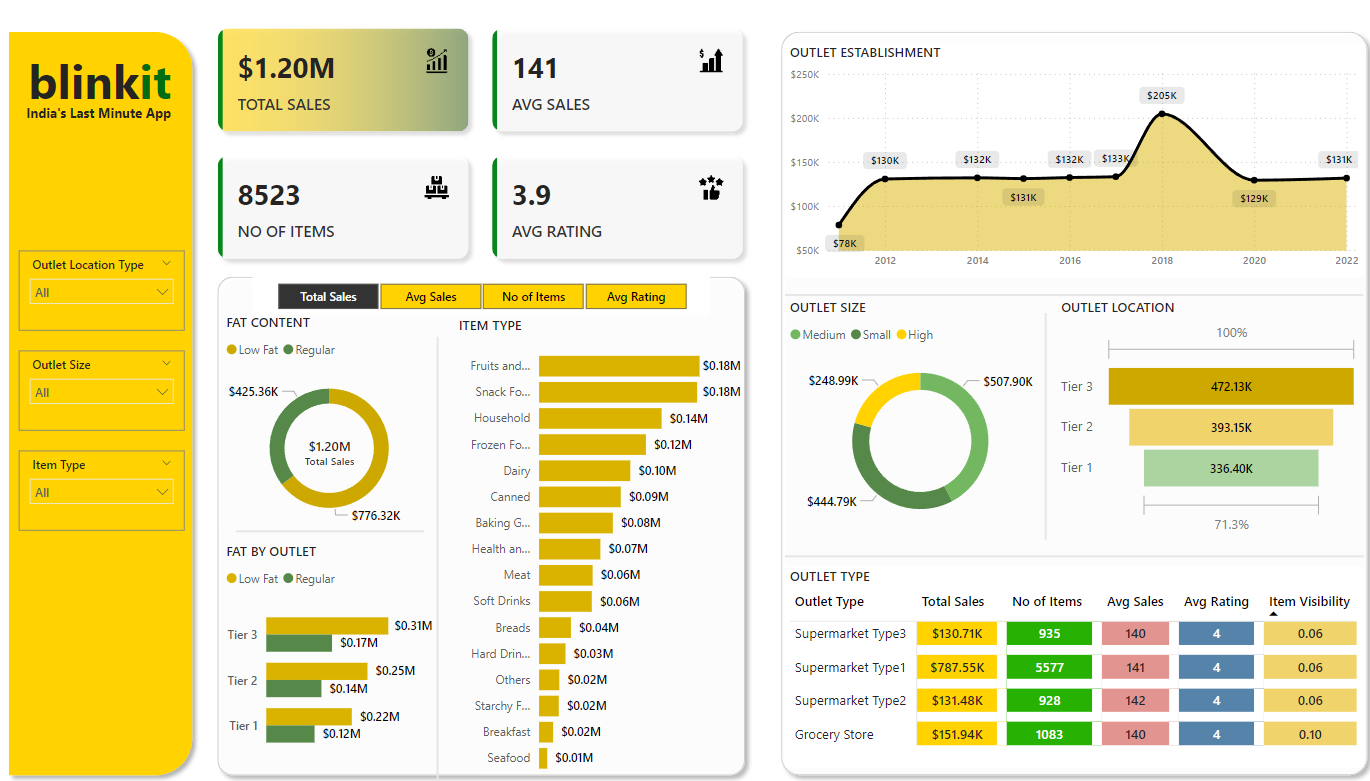 blinkit
India's Last Minute App
Outlet Location Type
All
Outlet Size
All
Item Type
All
$1.20M
TOTAL SALES
141
AVG SALES
8523
NO OF ITEMS
3.9
AVG RATING
Total Sales
Avg Sales
No of Items
Avg Rating
FAT CONTENT
Low Fat
Regular
$425.36K
$1.20M
Total Sales
$776.32K
FAT BY OUTLET
Low Fat
Regular
Tier 3 $0.31M
$0.17M
Tier 2 $0.25M
$0.14M
Tier 1 $0.22M
$0.12M
ITEM TYPE
Fruits and... $0.18M
Snack Fo... $0.18M
Household $0.14M
Frozen Fo... $0.12M
Dairy $0.10M
Canned $0.09M
Baking G... $0.08M
Health an... $0.07M
Meat $0.06M
Soft Drinks $0.06M
Breads $0.04M
Hard Drin... $0.03M
Others $0.02M
Starchy F... $0.02M
Breakfast $0.02M
Seafood $0.01M
OUTLET ESTABLISHMENT
$250K
$200K
$150K
$100K
$50K
$78K
$130K
$132K
$131K
$132K
$133K
$205K
$129K
$131K
2012 2014 2016 2018 2020 2022
OUTLET SIZE
Medium Small High
$248.99K
$507.90K
$444.79K
OUTLET LOCATION
100%
Tier 3 472.13K
Tier 2 393.15K
Tier 1 336.40K
71.3%
OUTLET TYPE
Outlet Type Total Sales No of Items Avg Sales Avg Rating Item Visibility
Supermarket Type3 $130.71K 935 140 4 0.06
Supermarket Type1 $787.55K 5577 141 4 0.06
Supermarket Type2 $131.48K 928 142 4 0.06
Grocery Store $151.94K 1083 140 4 0.10